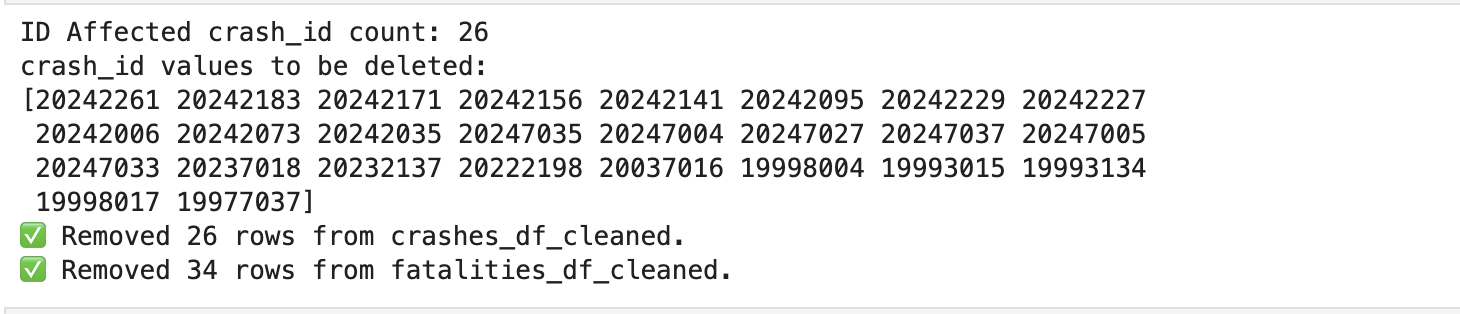 ID Affected crash_id count: 26
crash_id values to be deleted:
[20242261 20242183 20242171 20242156 20242141 20242095 20242229 20242227
20242006 20242073 20242035 20247035 20247004 20247027 20247037 20247005
20247033 20237018 20232137 20222198 20037016 19998004 19993015 19993134
19998017 19977037]
✅ Removed 26 rows from crashes_df_cleaned.
✅ Removed 34 rows from fatalities_df_cleaned.